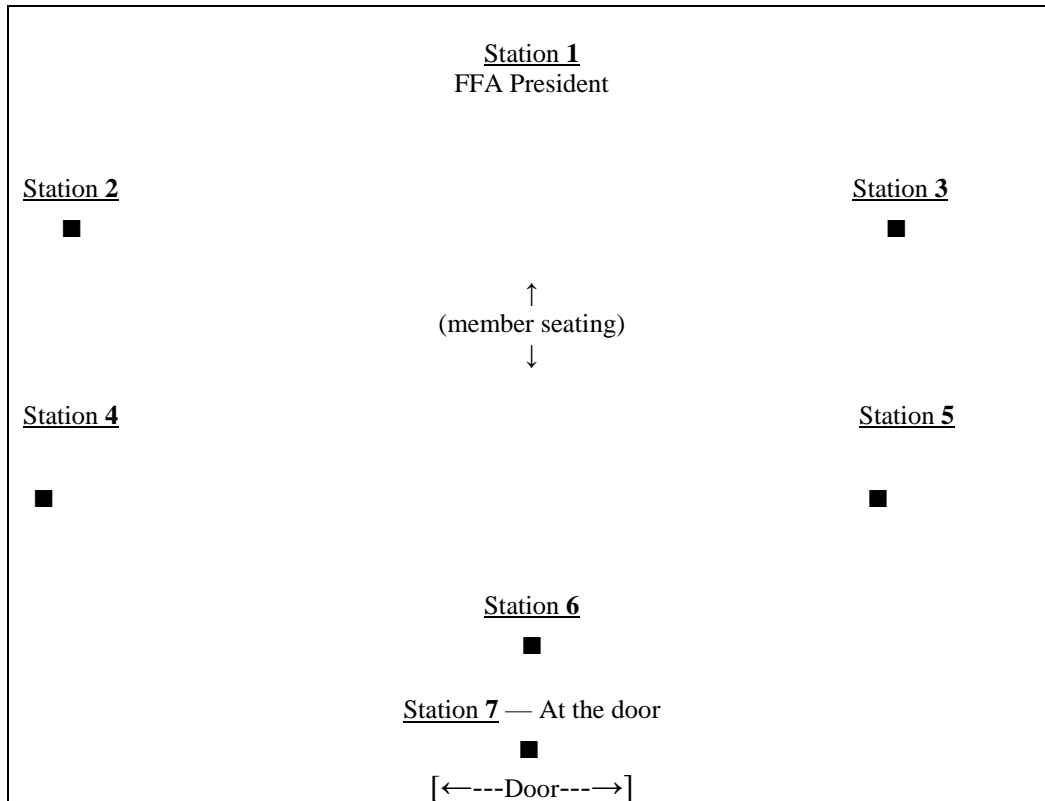 Station 1
FFA President
Station 2
Station 3
↑
(member seating)
↓
Station 4
Station 5
Station 6
Station 7 — At the door
[←---Door---→]